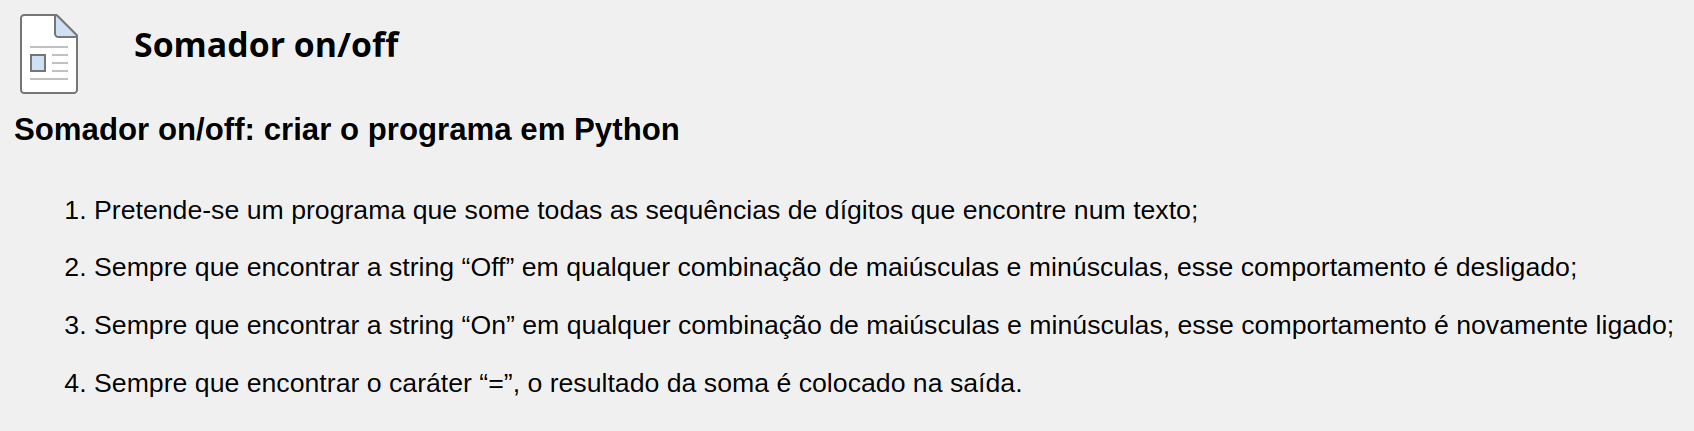 Somador on/off
Somador on/off: criar o programa em Python
1. Pretende-se um programa que some todas as sequências de dígitos que encontre num texto;
2. Sempre que encontrar a string “Off” em qualquer combinação de maiúsculas e minúsculas, esse comportamento é desligado;
3. Sempre que encontrar a string “On” em qualquer combinação de maiúsculas e minúsculas, esse comportamento é novamente ligado;
4. Sempre que encontrar o caráter “=”, o resultado da soma é colocado na saída.